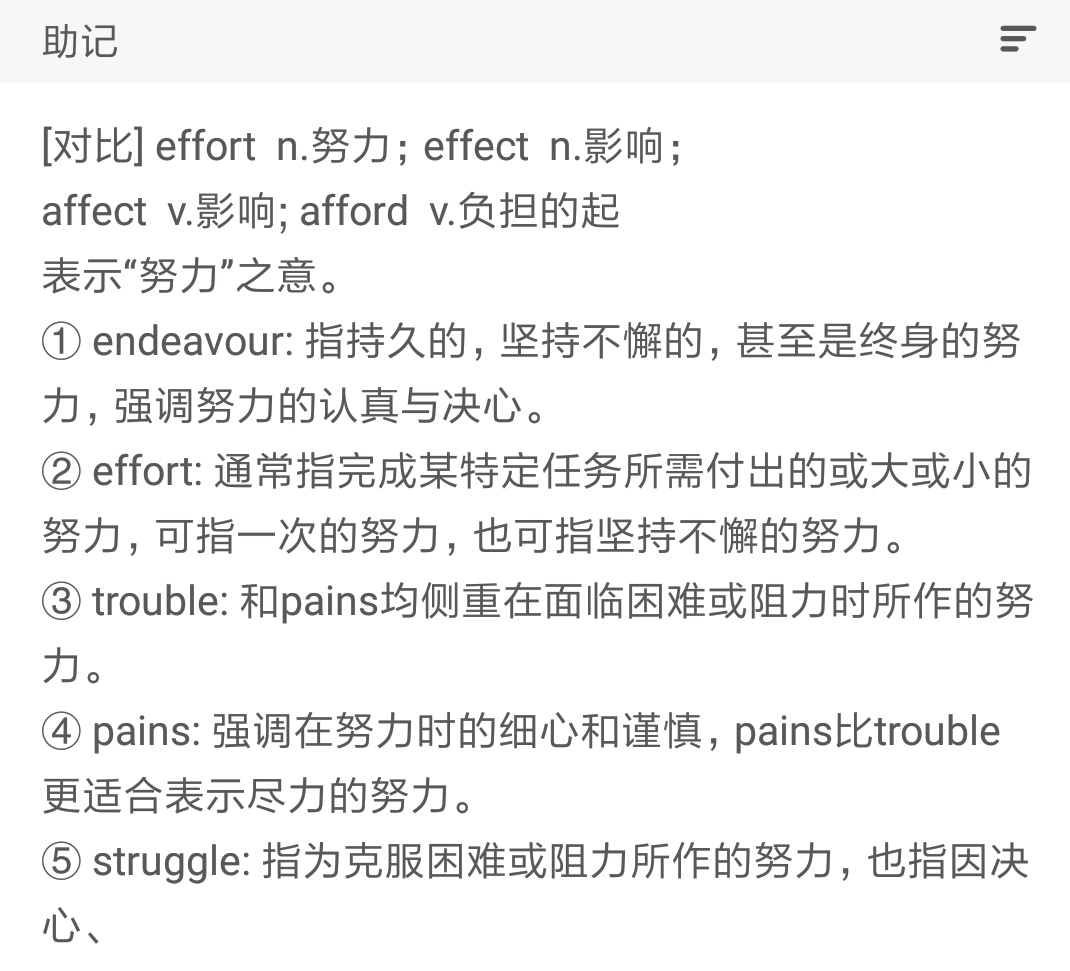 助记
[对比] effort n.努力；effect n.影响；
affect v.影响; afford v.负担的起
表示“努力”之意。
① endeavour: 指持久的，坚持不懈的，甚至是终身的努
力，强调努力的认真与决心。
② effort: 通常指完成某特定任务所需付出的或大或小的
努力，可指一次的努力，也可指坚持不懈的努力。
③ trouble: 和pains均侧重在面临困难或阻力时所作的努
力。
④ pains: 强调在努力时的细心和谨慎，pains比trouble
更适合表示尽力的努力。
⑤ struggle: 指为克服困难或阻力所作的努力，也指因决
心、